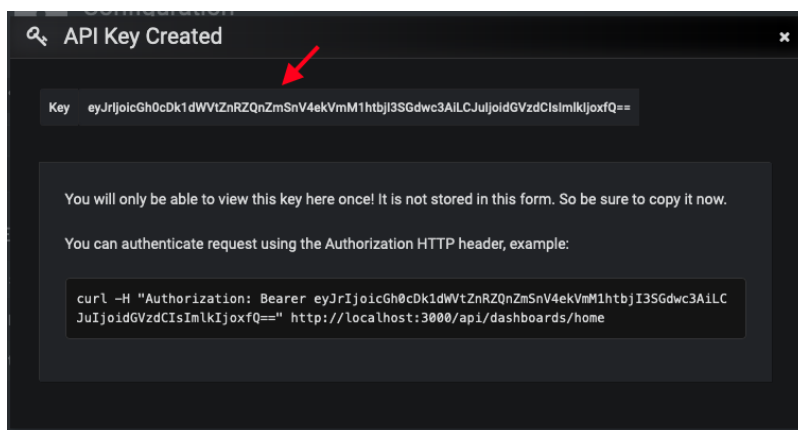 Configuration
API Key Created
Key eyJrIjoicGh0cDk1dWVtZnRZQnZmSnV4ekVmM1htbjI3SGdwc3AiLCJuIjoidGVzdCIsImlkIjoxfQ==
You will only be able to view this key here once! It is not stored in this form. So be sure to copy it now.
You can authenticate request using the Authorization HTTP header, example:
curl -H "Authorization: Bearer eyJrIjoicGh0cDk1dWVtZnRZQnZmSnV4ekVmM1htbjI3SGdwc3AiLC
JuIjoidGVzdCIsImlkIjoxfQ==" http://localhost:3000/api/dashboards/home